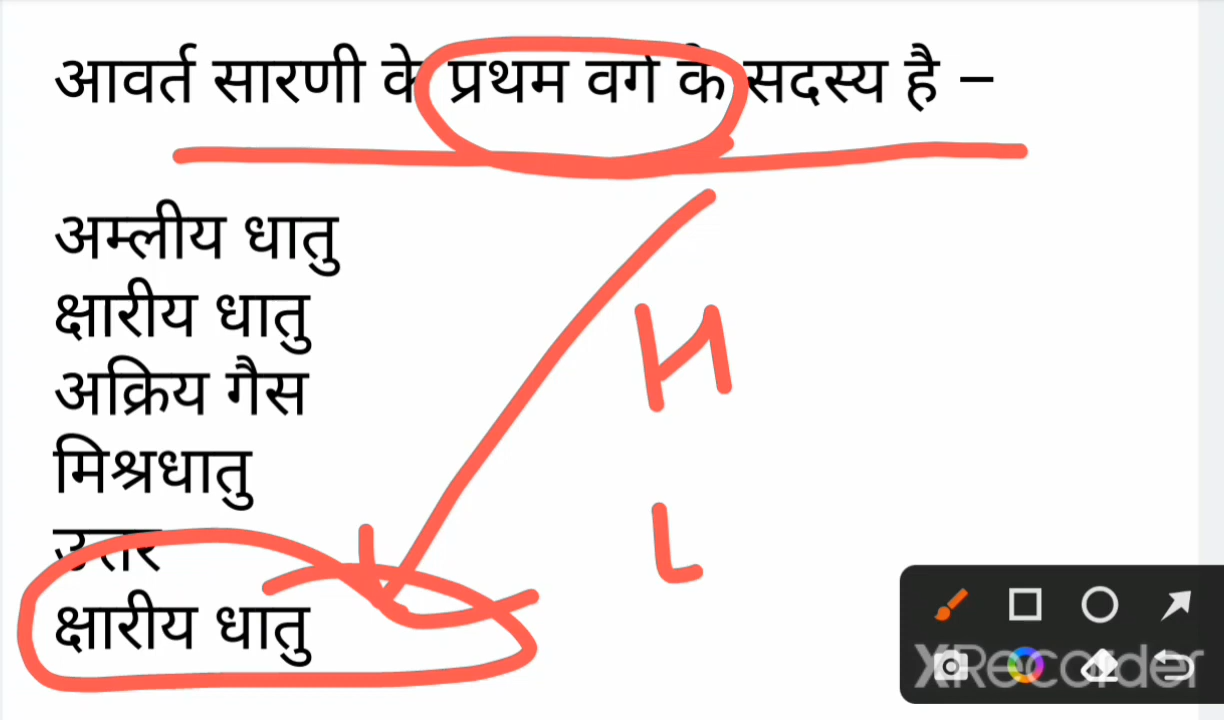 आवर्त सारणी के प्रथम वर्ग के सदस्य है –
अम्लीय धातु
क्षारीय धातु
अक्रिय गैस
मिश्रधातु
उत्तर
क्षारीय धातु
H
L
XRecorder